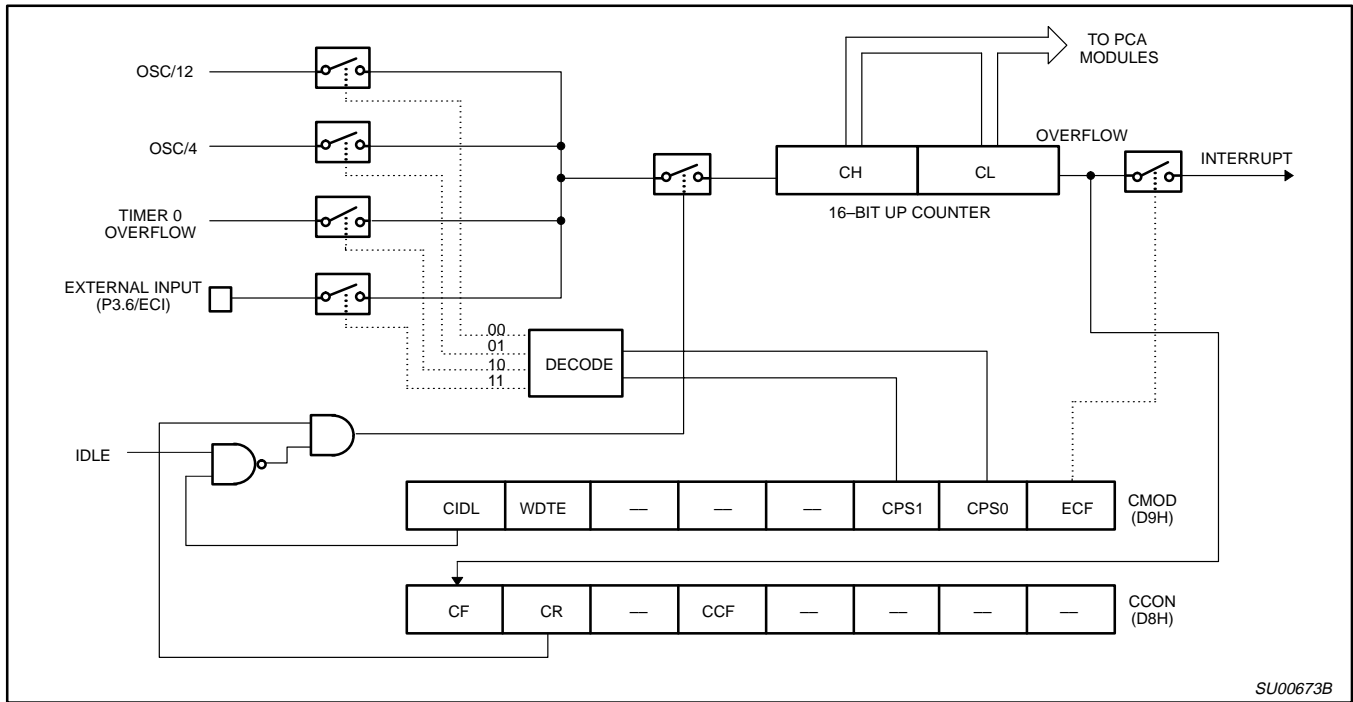 TO PCA
MODULES
OSC/12
OSC/4
OVERFLOW
INTERRUPT
CH
CL
16–BIT UP COUNTER
TIMER 0
OVERFLOW
EXTERNAL INPUT
(P3.6/ECI)
00
01
10
11
DECODE
IDLE
CIDL WDTE –– –– –– CPS1 CPS0 ECF
CMOD
(D9H)
CF CR –– CCF –– –– –– ––
CCON
(D8H)
SU00673B